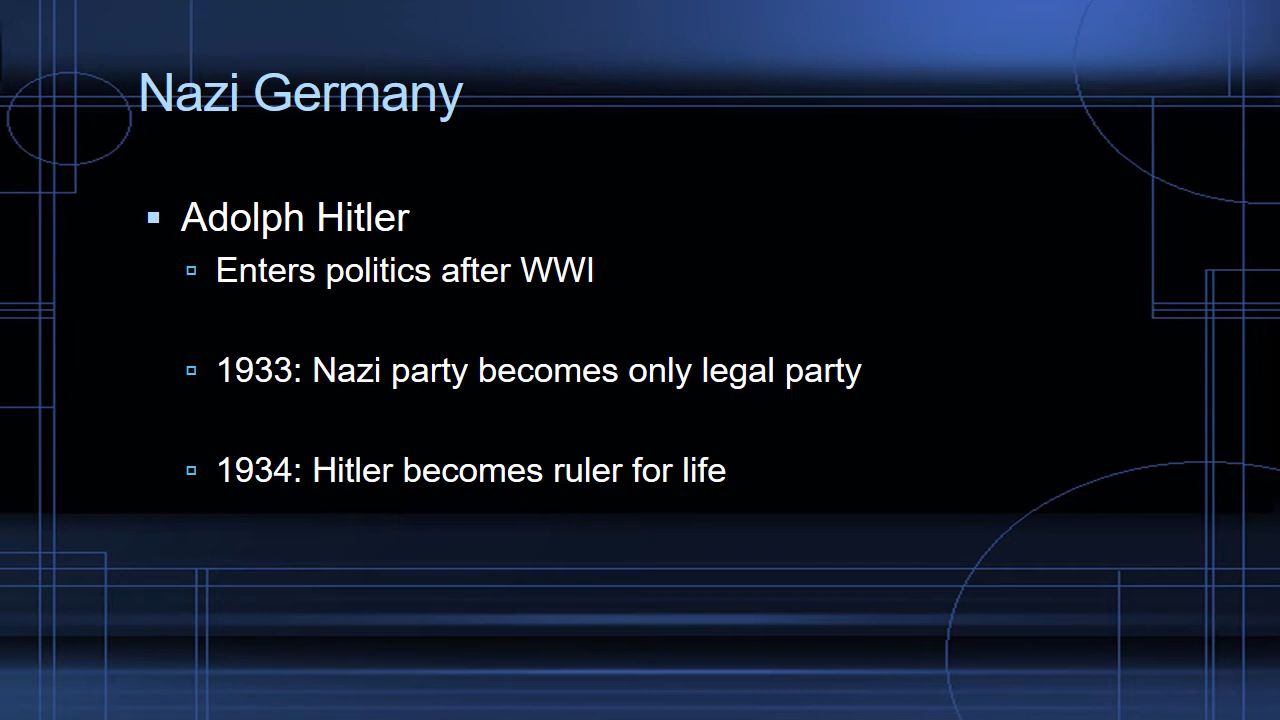 Nazi Germany
Adolph Hitler
Enters politics after WWI
1933: Nazi party becomes only legal party
1934: Hitler becomes ruler for life